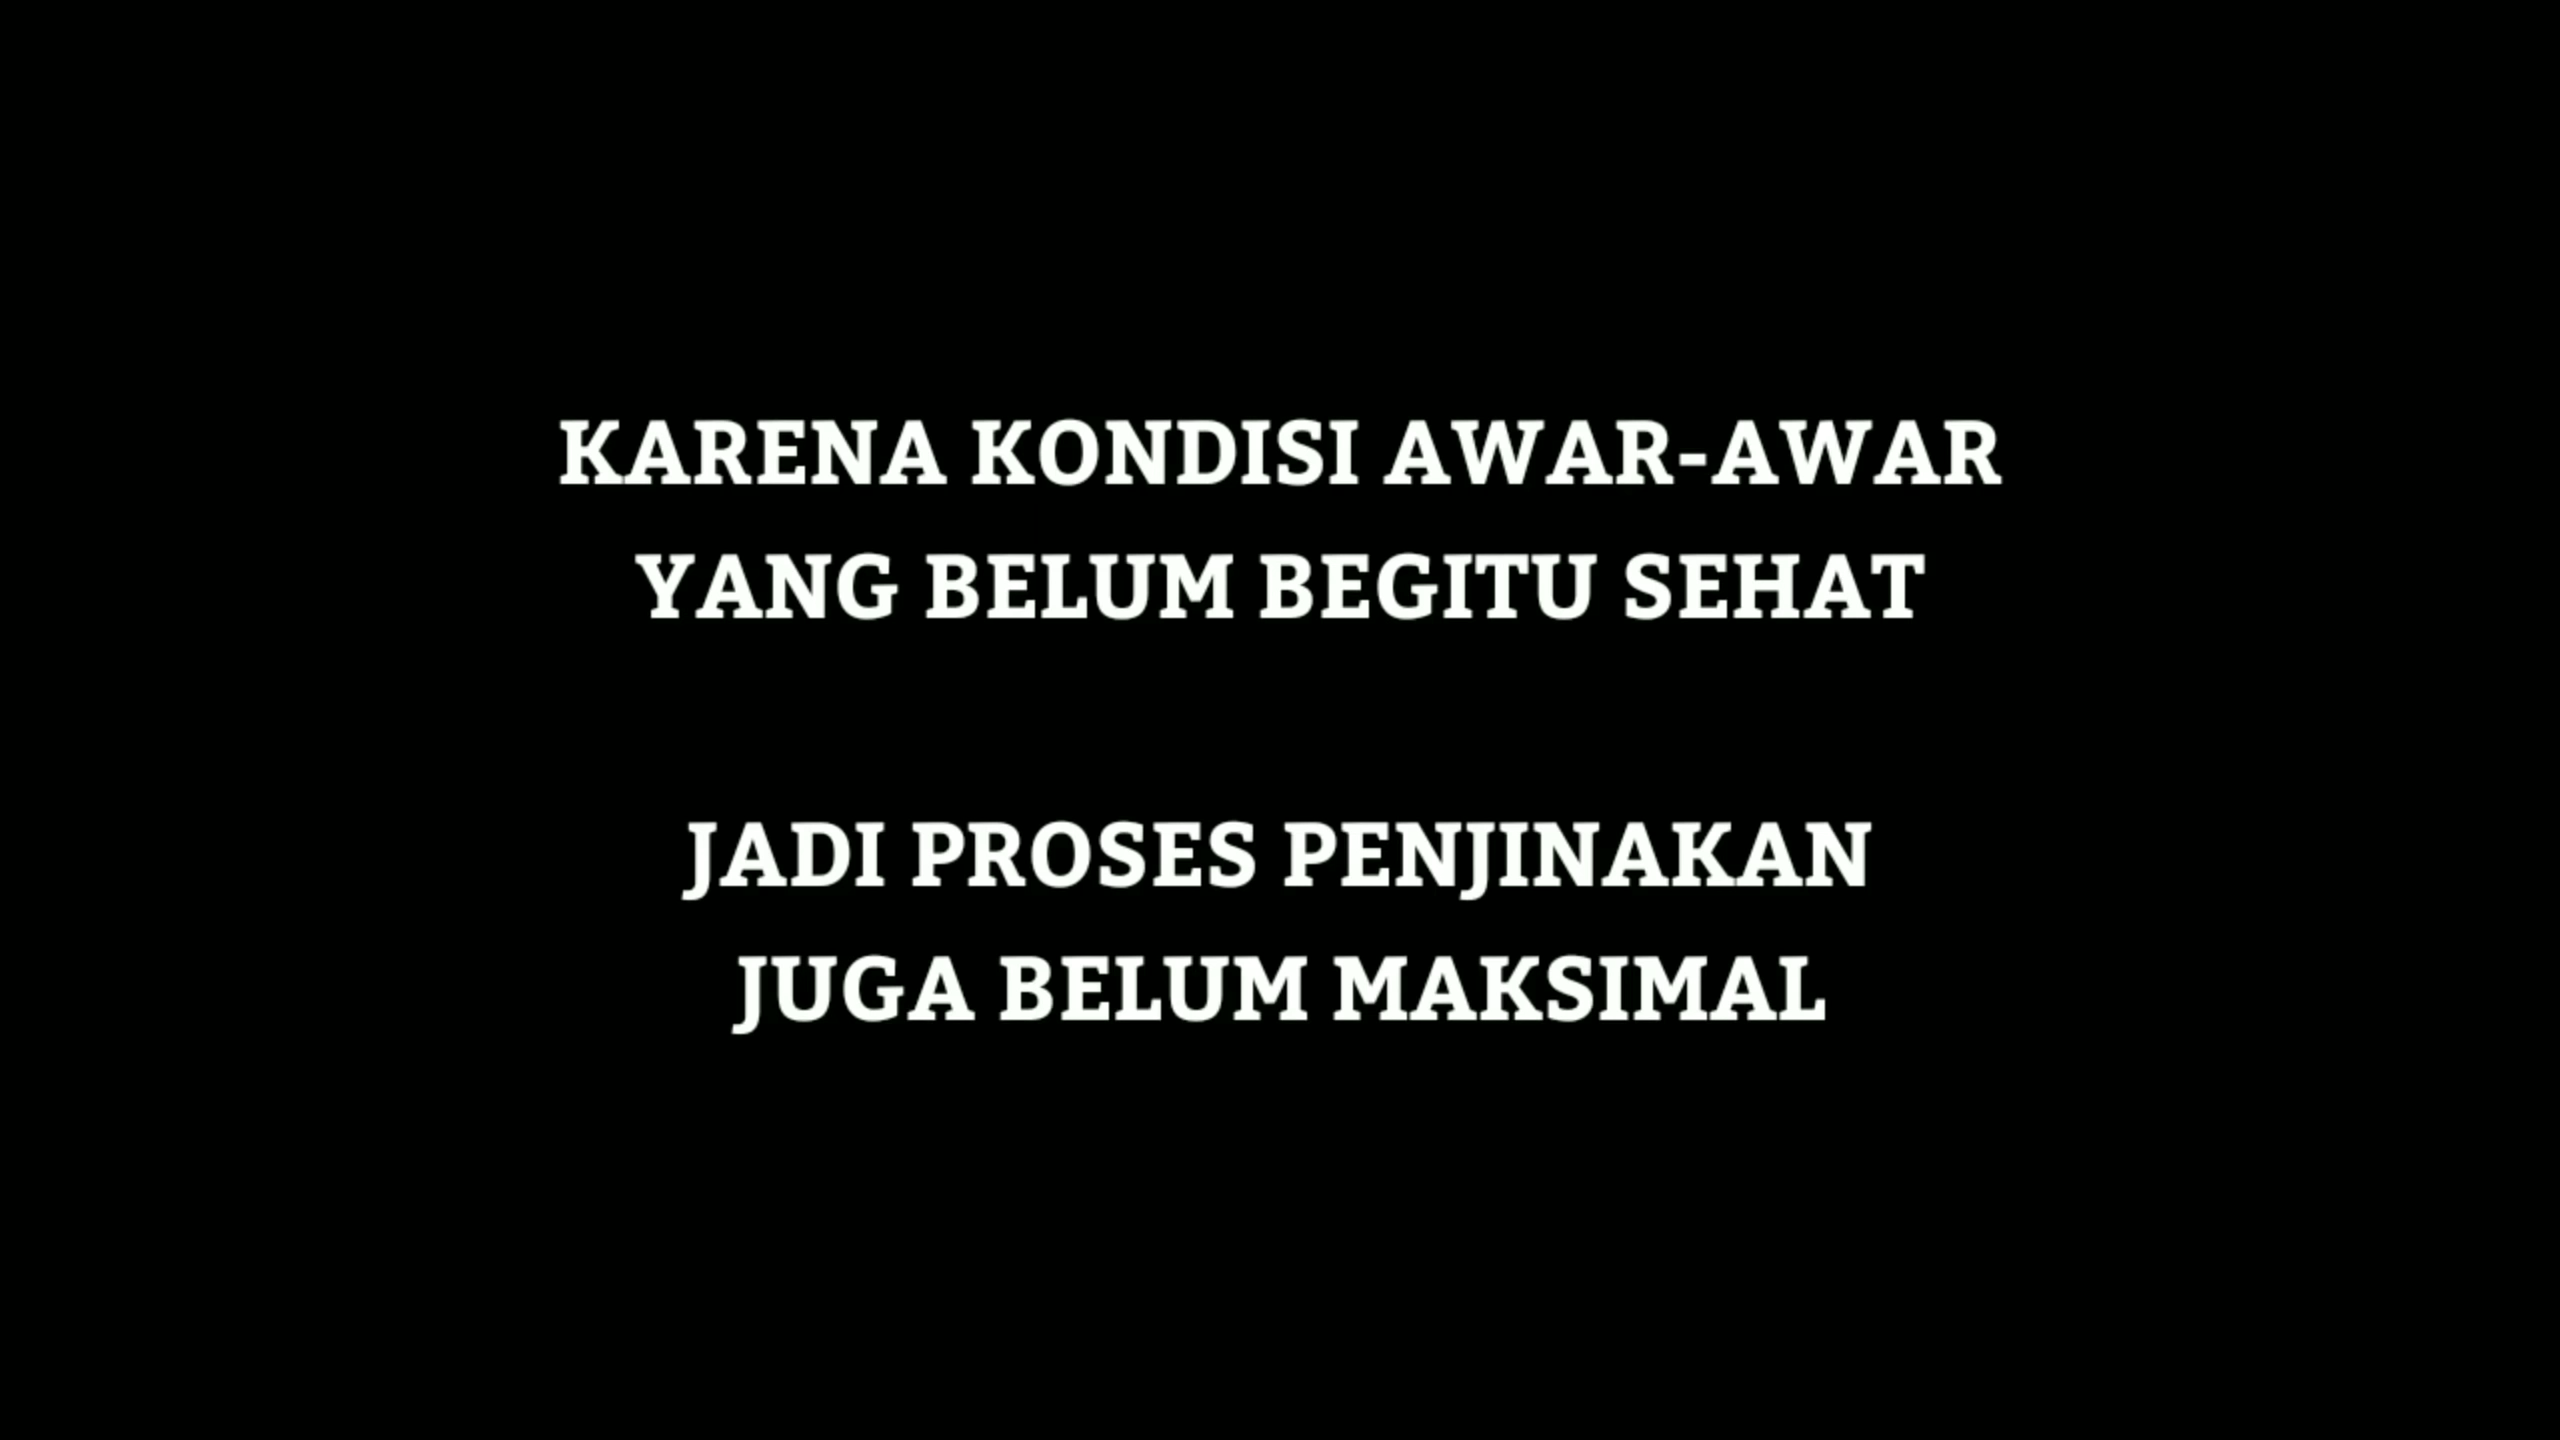 KARENA KONDISI AWAR-AWAR
YANG BELUM BEGITU SEHAT
JADI PROSES PENJINAKAN
JUGA BELUM MAKSIMAL